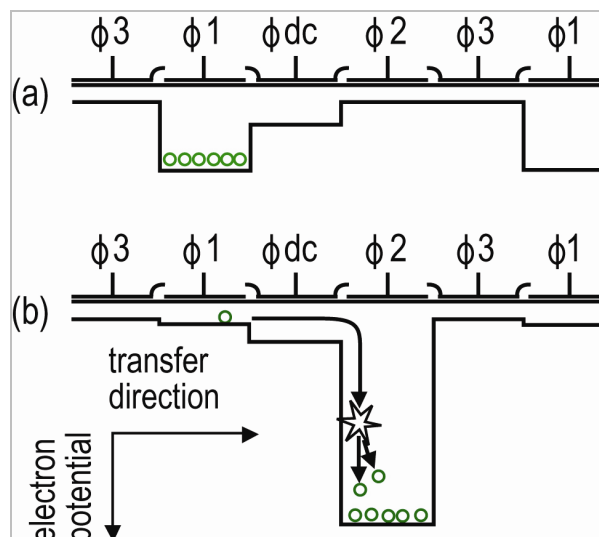 ϕ3 ϕ1 ϕdc ϕ2 ϕ3 ϕ1
(a)
ϕ3 ϕ1 ϕdc ϕ2 ϕ3 ϕ1
(b)
transfer
direction
electron
potential